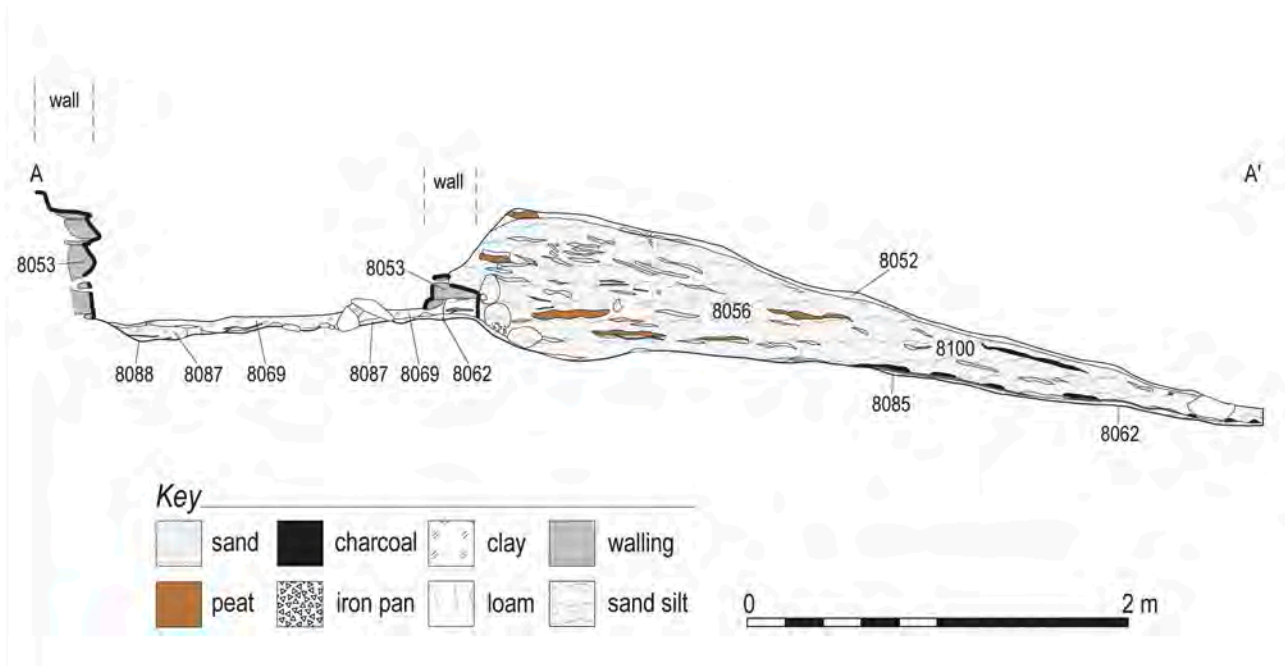 wall
A
wall
A'
8053
8053
8052
8056
8100
8088
8087
8069
8087
8069
8062
8085
8062
Key
sand
charcoal
clay
walling
peat
iron pan
loam
sand silt
0
2 m